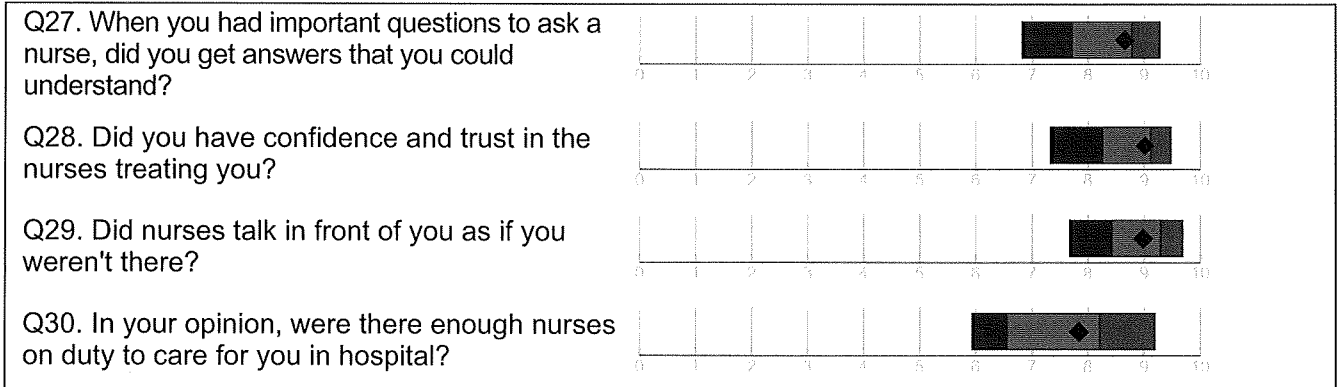 Q27. When you had important questions to ask a
nurse, did you get answers that you could
understand?
0 1 2 3 4 5 6 7 8 9 10
Q28. Did you have confidence and trust in the
nurses treating you?
0 1 2 3 4 5 6 7 8 9 10
Q29. Did nurses talk in front of you as if you
weren't there?
0 1 2 3 4 5 6 7 8 9 10
Q30. In your opinion, were there enough nurses
on duty to care for you in hospital?
0 1 2 3 4 5 6 7 8 9 10